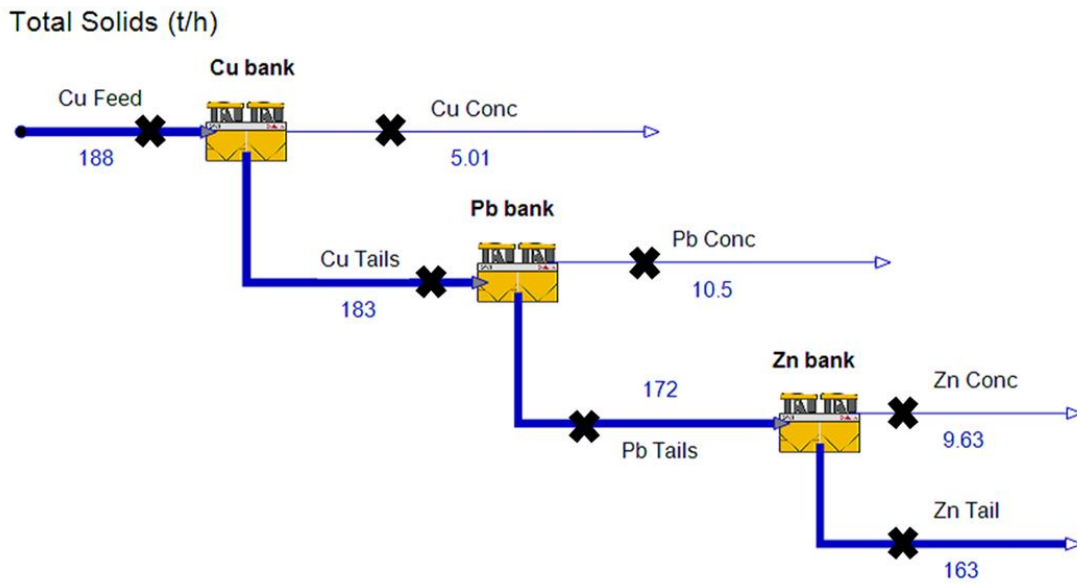 Total Solids (t/h)
Cu bank
Cu Feed
Cu Conc
188
5.01
Pb bank
Cu Tails
Pb Conc
183
10.5
Zn bank
172
Zn Conc
Pb Tails
9.63
Zn Tail
163